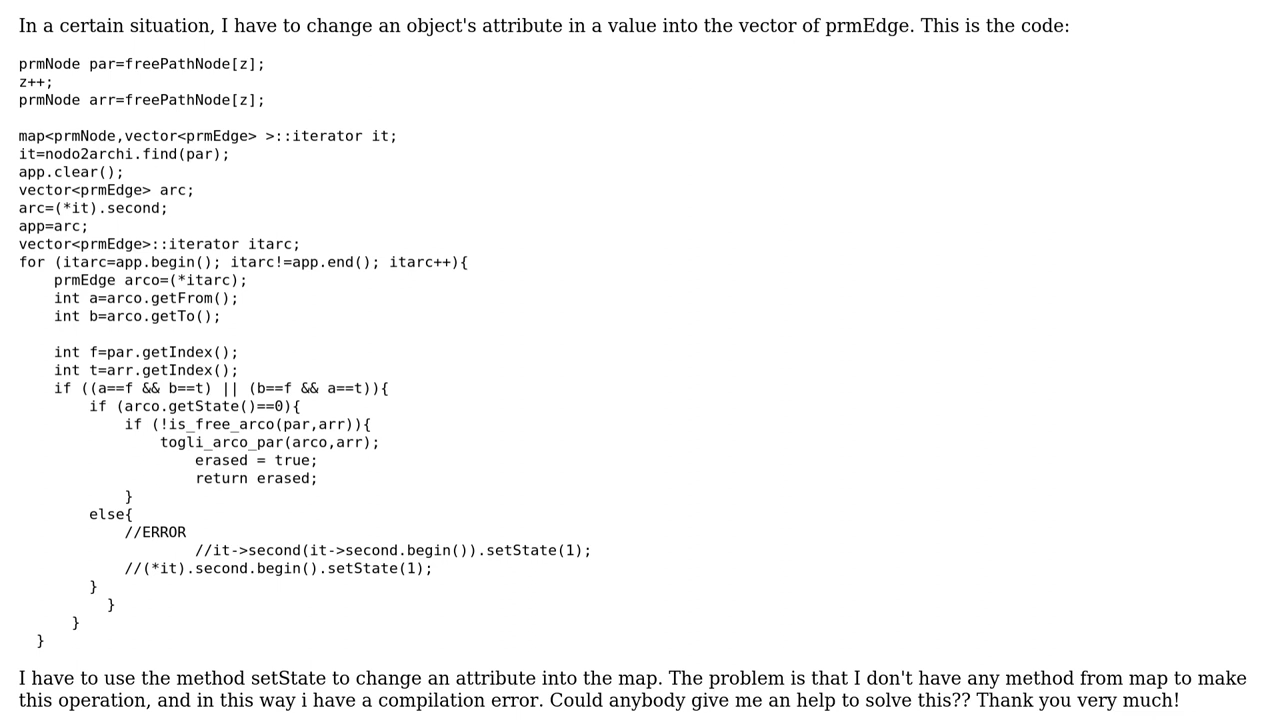 In a certain situation, I have to change an object's attribute in a value into the vector of prmEdge. This is the code:
prmNode par=freePathNode[z];
z++;
prmNode arr=freePathNode[z];

map<prmNode,vector<prmEdge> >::iterator it;
it=nodo2archi.find(par);
app.clear();
vector<prmEdge> arc;
arc=(*it).second;
app=arc;
vector<prmEdge>::iterator itarc;
for (itarc=app.begin(); itarc!=app.end(); itarc++){
    prmEdge arco=(*itarc);
    int a=arco.getFrom();
    int b=arco.getTo();

    int f=par.getIndex();
    int t=arr.getIndex();
    if ((a==f && b==t) || (b==f && a==t)){
        if (arco.getState()==0){
            if (!is_free_arco(par,arr)){
                togli_arco_par(arco,arr);
                    erased = true;
                    return erased;
            }
        else{
            //ERROR
                    //it->second(it->second.begin()).setState(1);
            //(*it).second.begin().setState(1);
        }
          }
      }
  }
I have to use the method setState to change an attribute into the map. The problem is that I don't have any method from map to make
this operation, and in this way i have a compilation error. Could anybody give me an help to solve this?? Thank you very much!